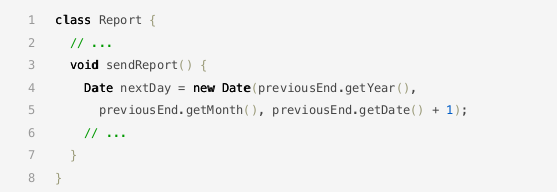 1 class Report {
2 // ...
3 void sendReport() {
4 Date nextDay = new Date(previousEnd.getYear(),
5 previousEnd.getMonth(), previousEnd.getDate() + 1);
6 // ...
7 }
8 }